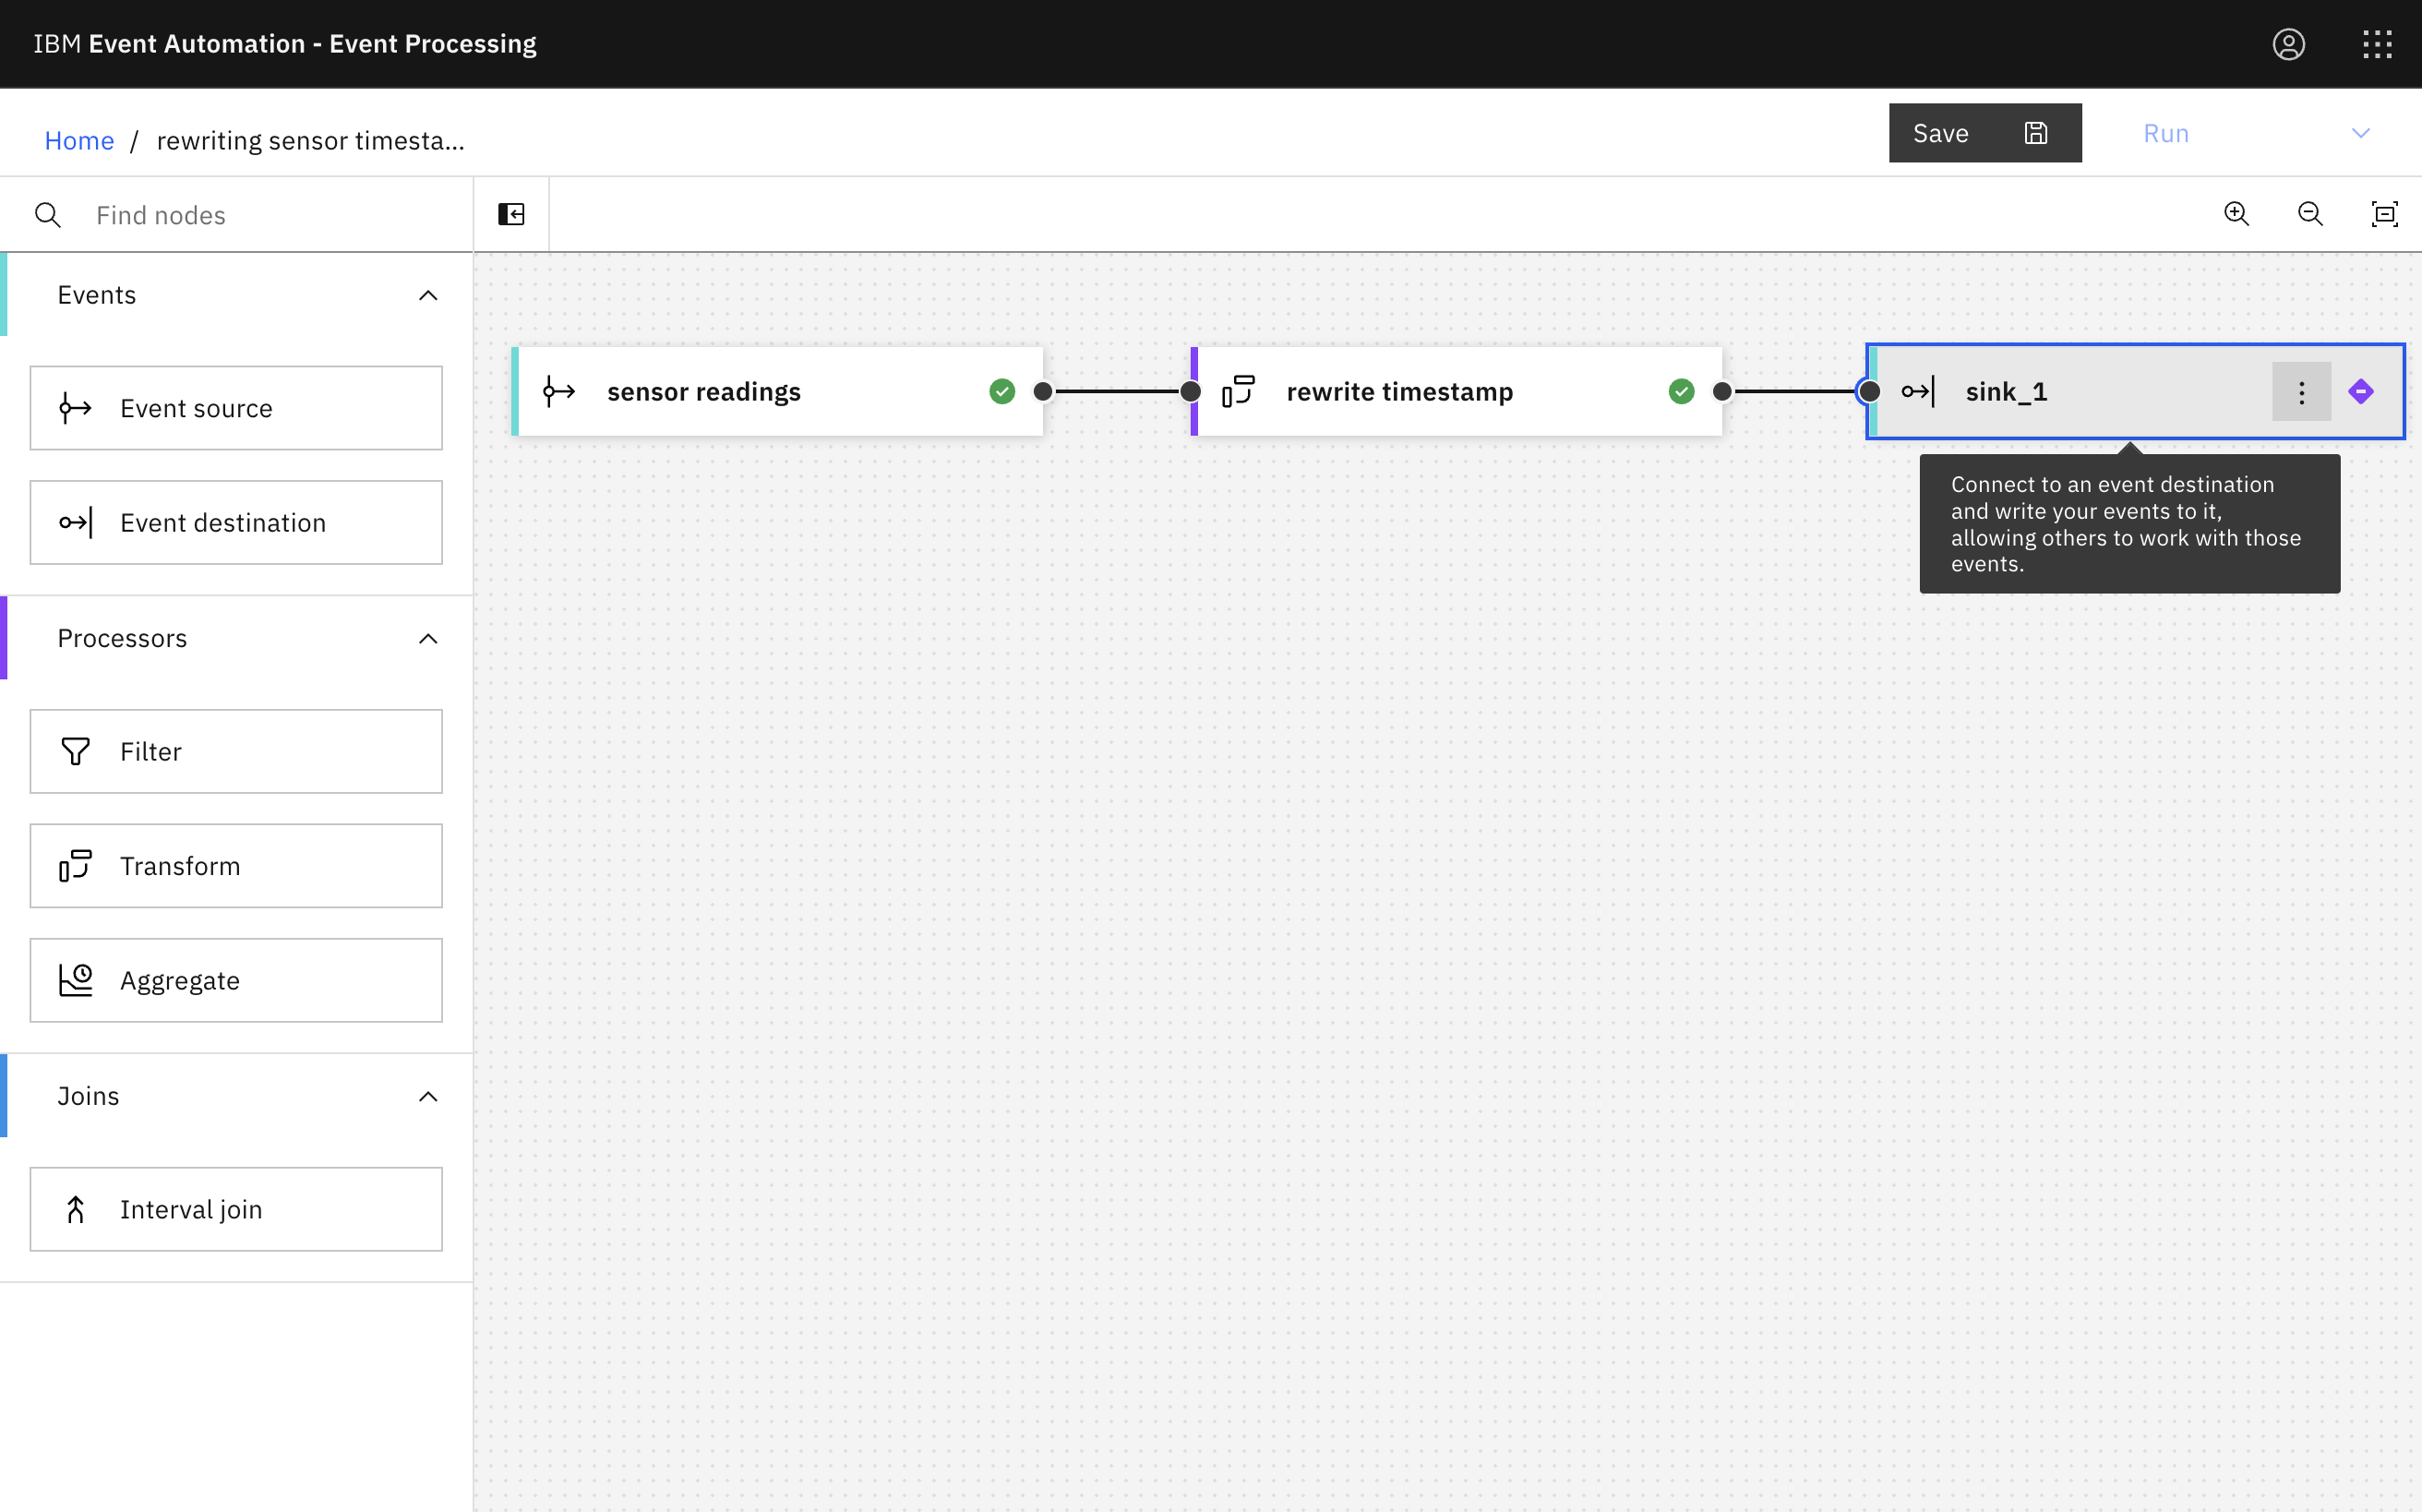 IBM Event Automation - Event Processing
Home / rewriting sensor timesta...
Save
Run
Find nodes
Events
Event source
Event destination
Processors
Filter
Transform
Aggregate
Joins
Interval join
sensor readings
rewrite timestamp
sink_1
Connect to an event destination
and write your events to it,
allowing others to work with those
events.